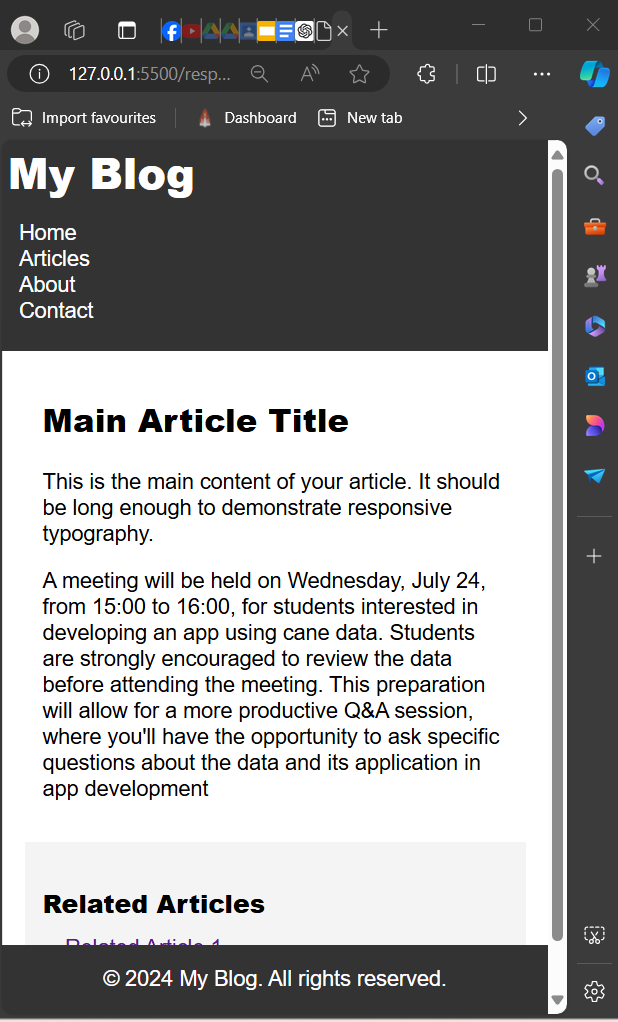 127.0.0.1:5500/resp...
Import favourites
Dashboard
New tab
My Blog
Home
Articles
About
Contact
Main Article Title
This is the main content of your article. It should
be long enough to demonstrate responsive
typography.
A meeting will be held on Wednesday, July 24,
from 15:00 to 16:00, for students interested in
developing an app using cane data. Students
are strongly encouraged to review the data
before attending the meeting. This preparation
will allow for a more productive Q&A session,
where you'll have the opportunity to ask specific
questions about the data and its application in
app development
Related Articles
Related Article 1
© 2024 My Blog. All rights reserved.